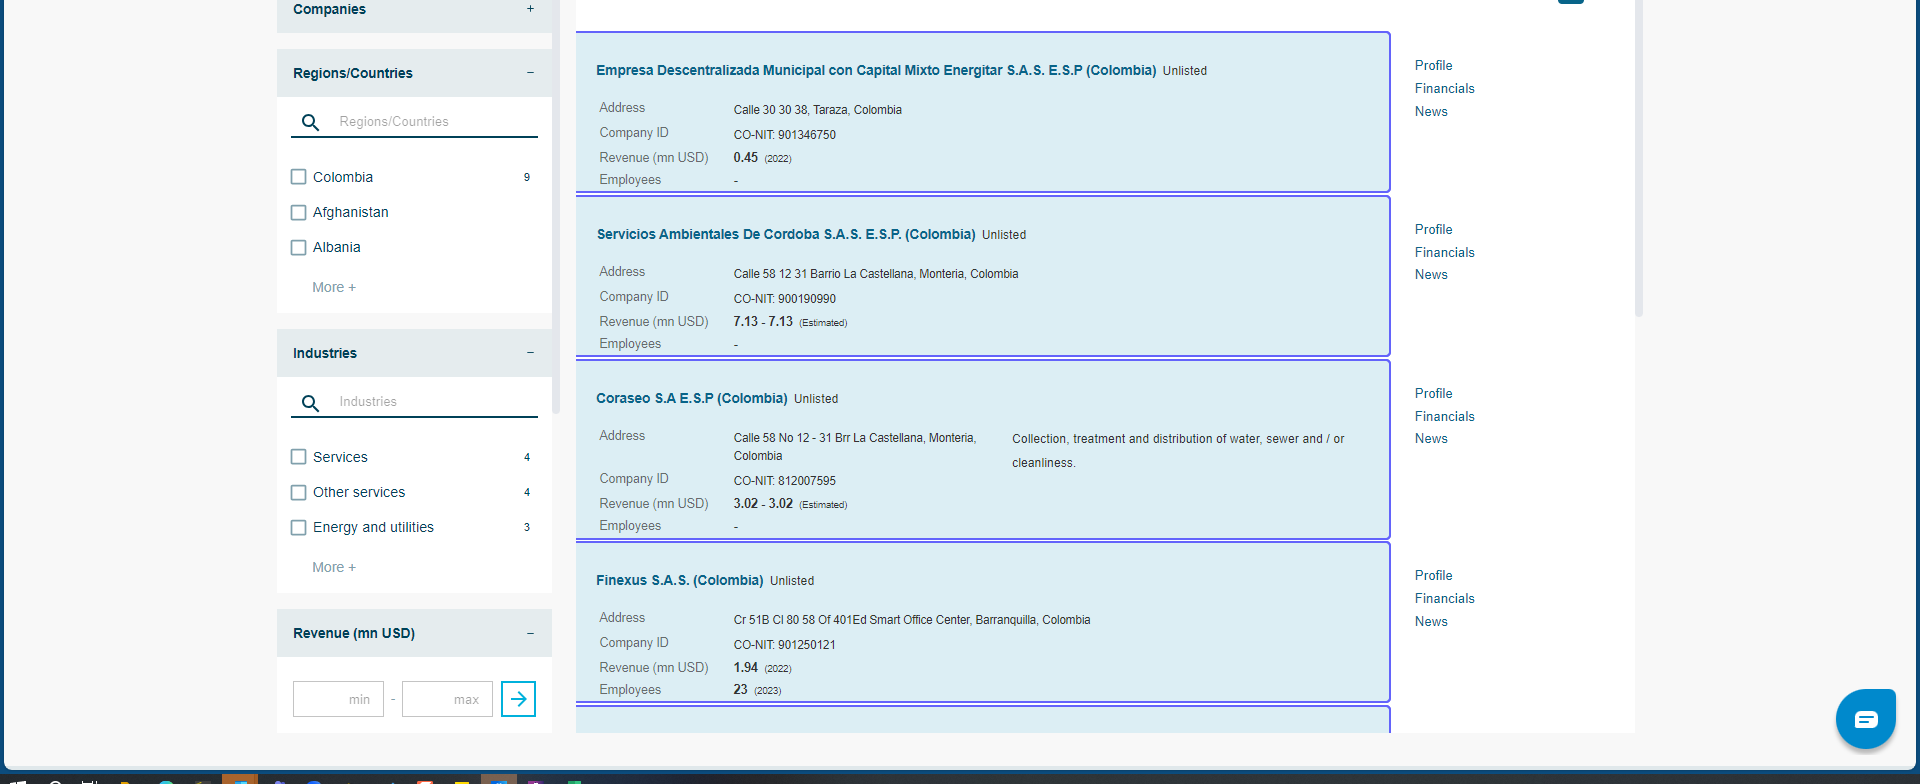 Companies +
Regions/Countries −
Regions/Countries
Colombia 9
Afghanistan
Albania
More +
Industries −
Industries
Services 4
Other services 4
Energy and utilities 3
More +
Revenue (mn USD) −
min - max
Empresa Descentralizada Municipal con Capital Mixto Energitar S.A.S. E.S.P (Colombia) Unlisted
Address Calle 30 30 38, Taraza, Colombia
Company ID CO-NIT: 901346750
Revenue (mn USD) 0.45 (2022)
Employees -
Profile
Financials
News
Servicios Ambientales De Cordoba S.A.S. E.S.P. (Colombia) Unlisted
Address Calle 58 12 31 Barrio La Castellana, Monteria, Colombia
Company ID CO-NIT: 900190990
Revenue (mn USD) 7.13 - 7.13 (Estimated)
Employees -
Profile
Financials
News
Coraseo S.A E.S.P (Colombia) Unlisted
Address Calle 58 No 12 - 31 Brr La Castellana, Monteria,
Colombia
Collection, treatment and distribution of water, sewer and / or
cleanliness.
Company ID CO-NIT: 812007595
Revenue (mn USD) 3.02 - 3.02 (Estimated)
Employees -
Profile
Financials
News
Finexus S.A.S. (Colombia) Unlisted
Address Cr 51B Cl 80 58 Of 401Ed Smart Office Center, Barranquilla, Colombia
Company ID CO-NIT: 901250121
Revenue (mn USD) 1.94 (2022)
Employees 23 (2023)
Profile
Financials
News